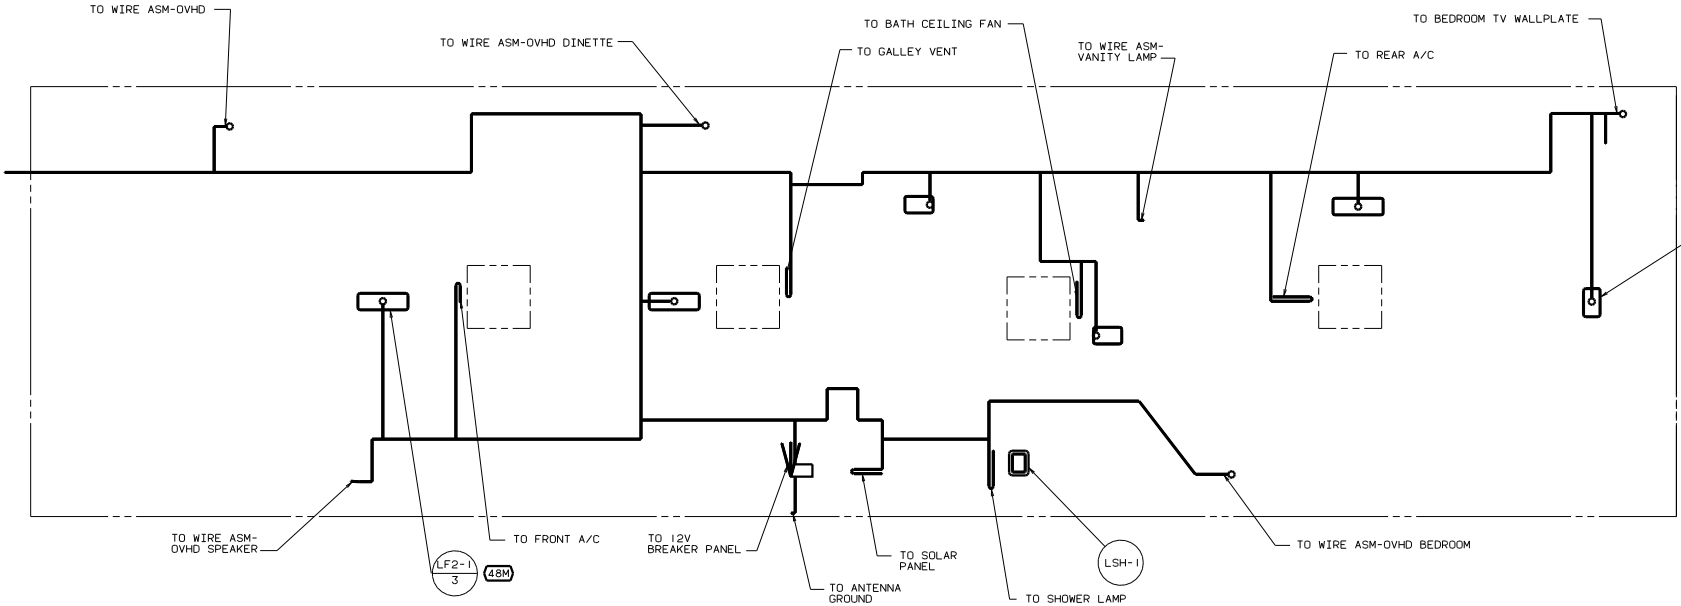 TO WIRE ASM-OVHD
TO WIRE ASM-OVHD DINETTE
TO BATH CEILING FAN
TO GALLEY VENT
TO WIRE ASM-
VANITY LAMP
TO BEDROOM TV WALLPLATE
TO REAR A/C
TO WIRE ASM-
OVHD SPEAKER
TO FRONT A/C
LF2-1
3
48M
TO 12V
BREAKER PANEL
TO SOLAR
PANEL
TO ANTENNA
GROUND
LSH-1
TO SHOWER LAMP
TO WIRE ASM-OVHD BEDROOM